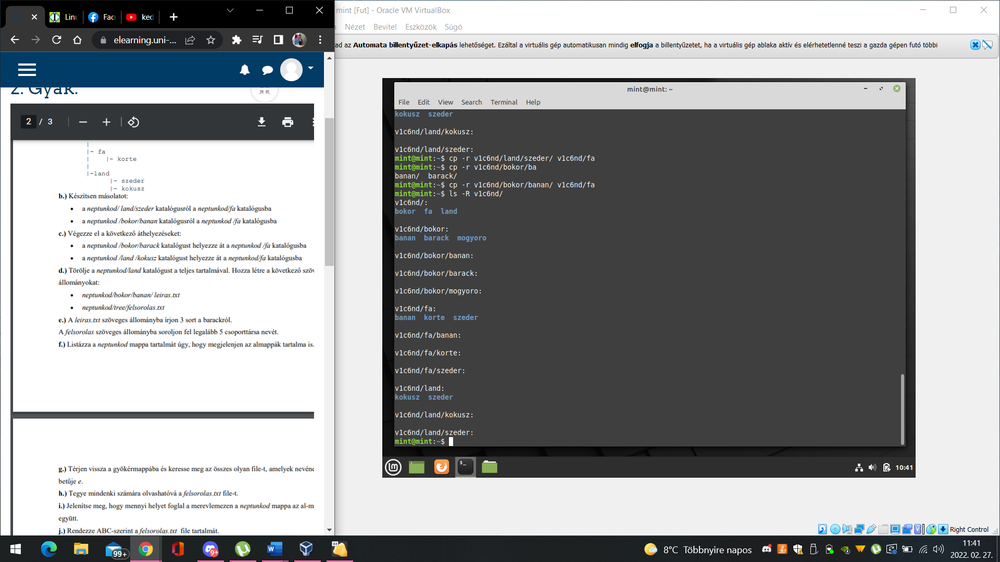 Linu
Fac
ked
elearning.uni-...
2. Gyak.
2 / 3
|
|- fa
|    |- korte
|
|-land
|- szeder
|- kokusz
b.) Készítsen másolatot:
• a neptunkod/ land/szeder katalógusról a neptunkod/fa katalógusba
• a neptunkod /bokor/banan katalógusról a neptunkod /fa katalógusba
c.) Végezze el a következő áthelyezéseket:
• a neptunkod /bokor/barack katalógust helyezze át a neptunkod /fa katalógusba
• a neptunkod /land /kokusz katalógust helyezze át a neptunkod/fa katalógusba
d.) Törölje a neptunkod/land katalógust a teljes tartalmával. Hozza létre a következő szöv
állományokat:
• neptunkod/bokor/banan/ leiras.txt
• neptunkod/tree/felsorolas.txt
e.) A leiras.txt szöveges állományba írjon 3 sort a barackról.
A felsorolas szöveges állományba soroljon fel legalább 5 csoporttársa nevét.
f.) Listázza a neptunkod mappa tartalmát úgy, hogy megjelenjen az almappák tartalma is.
g.) Térjen vissza a gyökérmappába és keresse meg az összes olyan file-t, amelyek nevéne
betűje e.
h.) Tegye mindenki számára olvashatóvá a felsorolas.txt file-t.
i.) Jelenítse meg, hogy mennyi helyet foglal a merevlemezen a neptunkod mappa az al-m
együtt.
j.) Rendezze ABC-szerint a felsorolas.txt file tartalmát.
mint [Fut] - Oracle VM VirtualBox
Nézet Bevitel Eszközök Súgó
ad az Automata billentyűzet-elkapás lehetőséget. Ezáltal a virtuális gép automatikusan mindig elfogja a billentyűzetet, ha a virtuális gép ablaka aktív és elérhetetlenné teszi a gazda gépen futó többi
mint@mint: ~
File Edit View Search Terminal Help
kokusz  szeder
v1c6nd/land/kokusz:
v1c6nd/land/szeder:
mint@mint:~$ cp -r v1c6nd/land/szeder/ v1c6nd/fa
mint@mint:~$ cp -r v1c6nd/bokor/ba
banan/  barack/
mint@mint:~$ cp -r v1c6nd/bokor/banan/ v1c6nd/fa
mint@mint:~$ ls -R v1c6nd/
v1c6nd/:
bokor  fa  land
v1c6nd/bokor:
banan  barack  mogyoro
v1c6nd/bokor/banan:
v1c6nd/bokor/barack:
v1c6nd/bokor/mogyoro:
v1c6nd/fa:
banan  korte  szeder
v1c6nd/fa/banan:
v1c6nd/fa/korte:
v1c6nd/fa/szeder:
v1c6nd/land:
kokusz  szeder
v1c6nd/land/kokusz:
v1c6nd/land/szeder:
mint@mint:~$
10:41
Right Control
99+
9+
64
8°C Többnyire napos
11:41
2022. 02. 27.